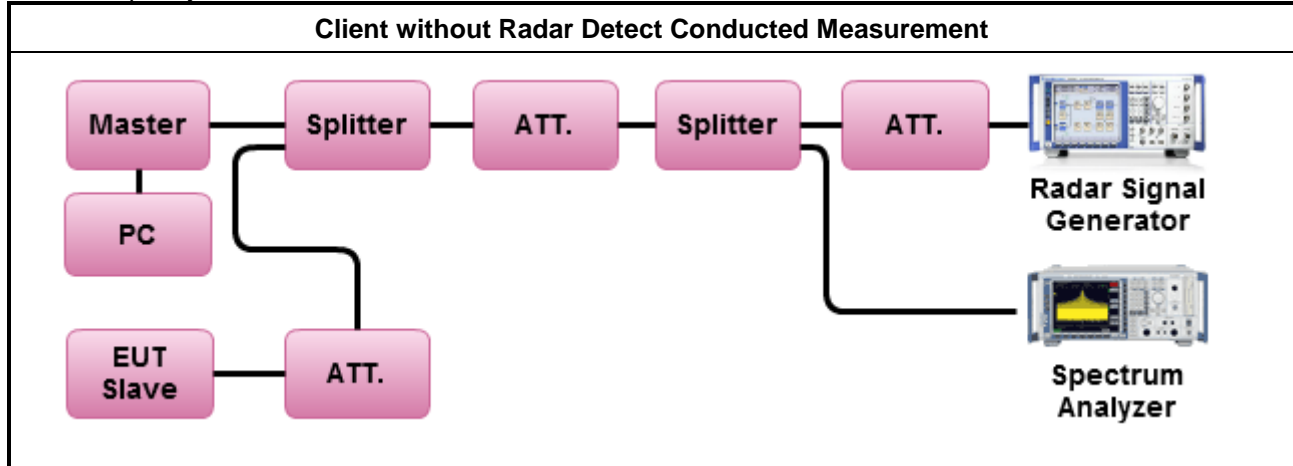 Client without Radar Detect Conducted Measurement
Master
Splitter
ATT.
Splitter
ATT.
Radar Signal
Generator
PC
EUT
Slave
ATT.
Spectrum
Analyzer